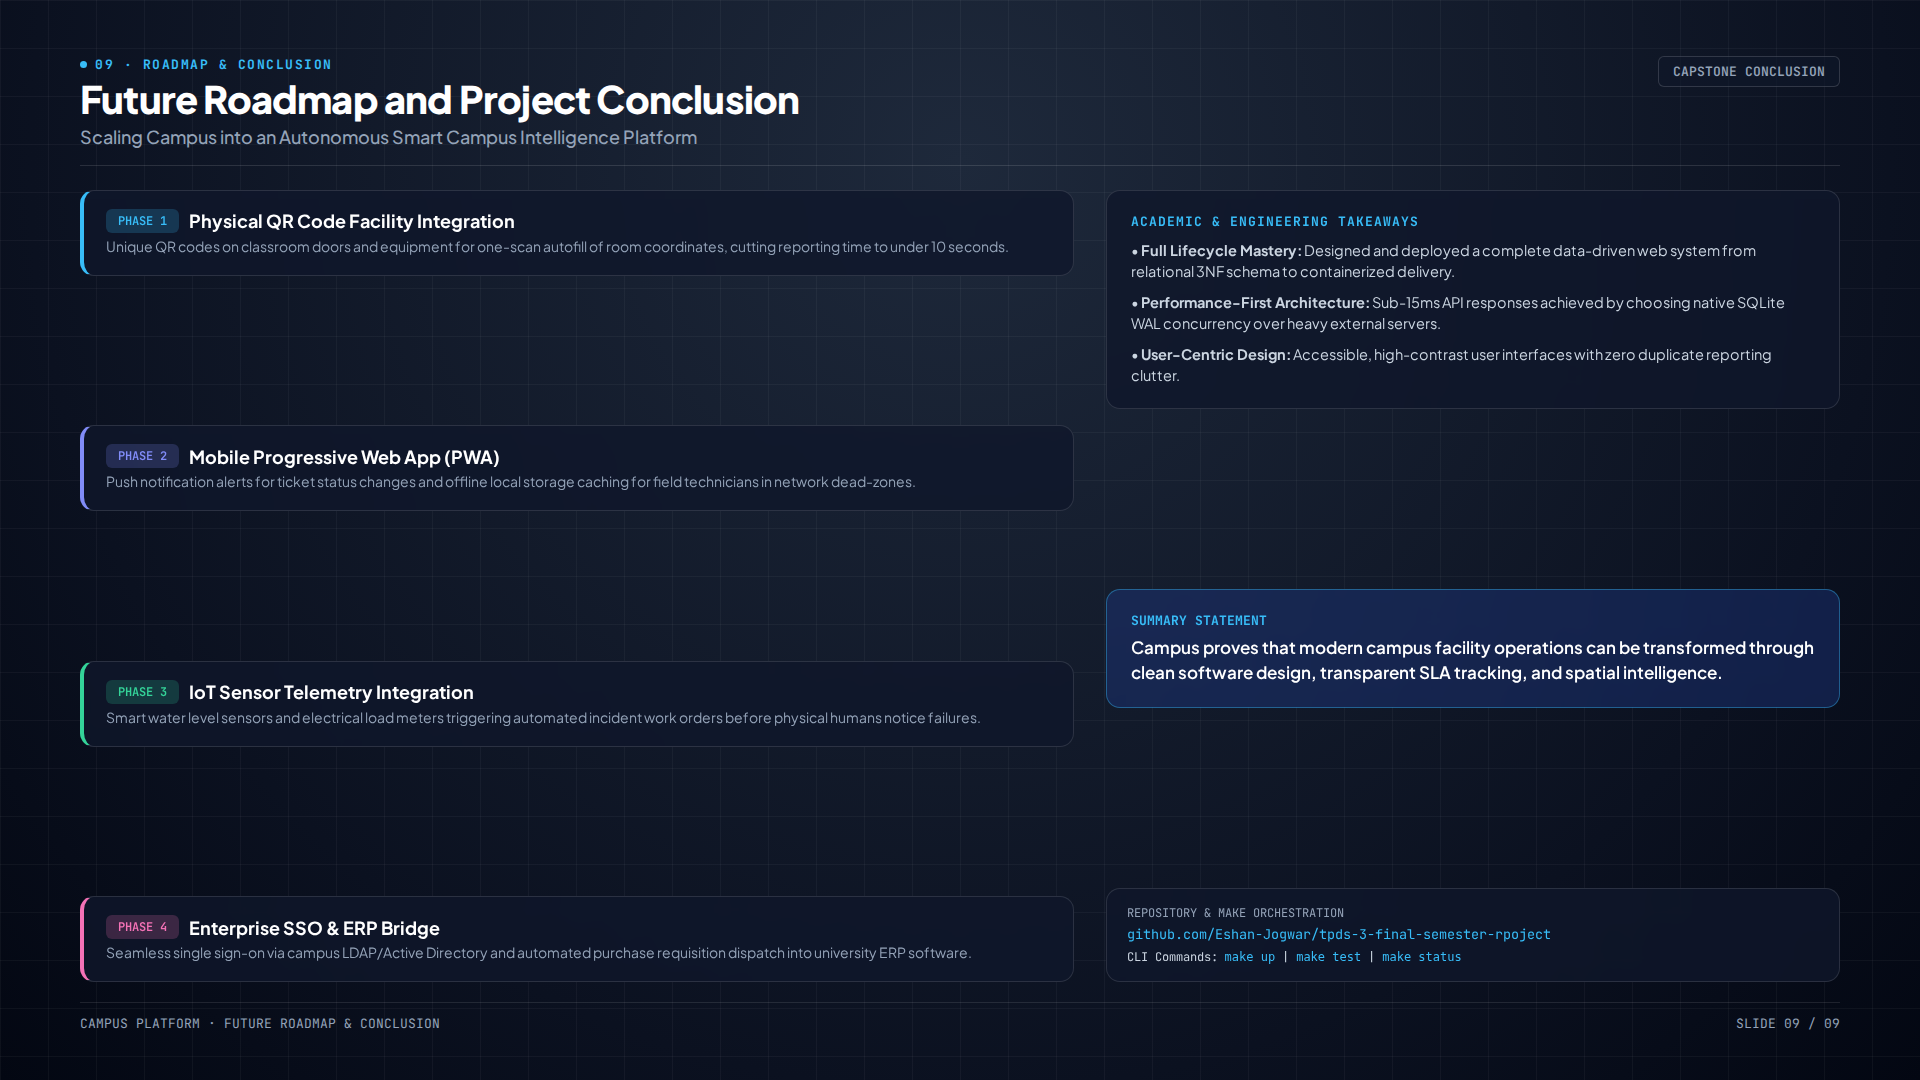 09 · ROADMAP & CONCLUSION
Future Roadmap and Project Conclusion
Scaling Campus into an Autonomous Smart Campus Intelligence Platform
CAPSTONE CONCLUSION
PHASE 1 Physical QR Code Facility Integration
Unique QR codes on classroom doors and equipment for one-scan autofill of room coordinates, cutting reporting time to under 10 seconds.
PHASE 2 Mobile Progressive Web App (PWA)
Push notification alerts for ticket status changes and offline local storage caching for field technicians in network dead-zones.
PHASE 3 IoT Sensor Telemetry Integration
Smart water level sensors and electrical load meters triggering automated incident work orders before physical humans notice failures.
PHASE 4 Enterprise SSO & ERP Bridge
Seamless single sign-on via campus LDAP/Active Directory and automated purchase requisition dispatch into university ERP software.
ACADEMIC & ENGINEERING TAKEAWAYS
• Full Lifecycle Mastery: Designed and deployed a complete data-driven web system from
relational 3NF schema to containerized delivery.
• Performance-First Architecture: Sub-15ms API responses achieved by choosing native SQLite
WAL concurrency over heavy external servers.
• User-Centric Design: Accessible, high-contrast user interfaces with zero duplicate reporting
clutter.
SUMMARY STATEMENT
Campus proves that modern campus facility operations can be transformed through
clean software design, transparent SLA tracking, and spatial intelligence.
REPOSITORY & MAKE ORCHESTRATION
github.com/Eshan-Jogwar/tpds-3-final-semester-rpoject
CLI Commands: make up | make test | make status
CAMPUS PLATFORM · FUTURE ROADMAP & CONCLUSION
SLIDE 09 / 09